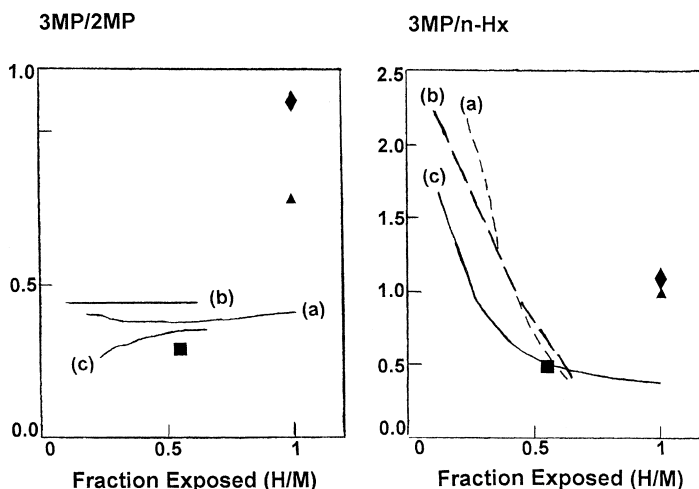 3MP/2MP
1.0
0.5
0.0
(b)
(a)
(c)
0
0.5
1
Fraction Exposed (H/M)
3MP/n-Hx
2.5
2.0
1.5
1.0
0.5
0.0
(a)
(b)
(c)
0
0.5
1
Fraction Exposed (H/M)